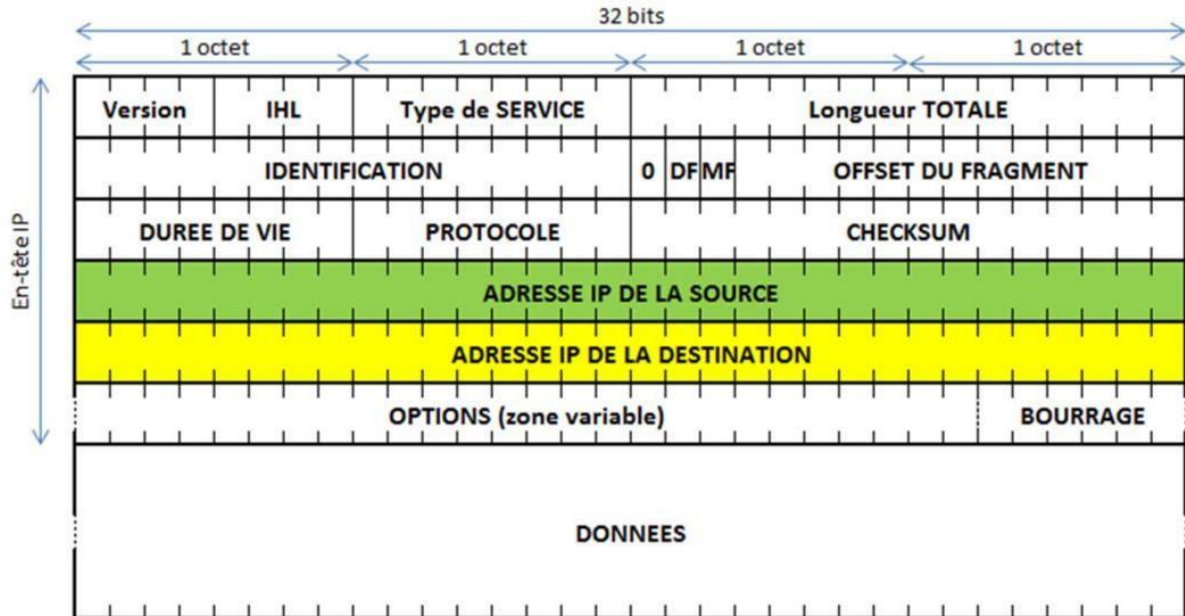 32 bits
1 octet 1 octet 1 octet 1 octet
Version IHL Type de SERVICE Longueur TOTALE
IDENTIFICATION 0 DF MF OFFSET DU FRAGMENT
En-tête IP
DUREE DE VIE PROTOCOLE CHECKSUM
ADRESSE IP DE LA SOURCE
ADRESSE IP DE LA DESTINATION
OPTIONS (zone variable) BOURRAGE
DONNEES